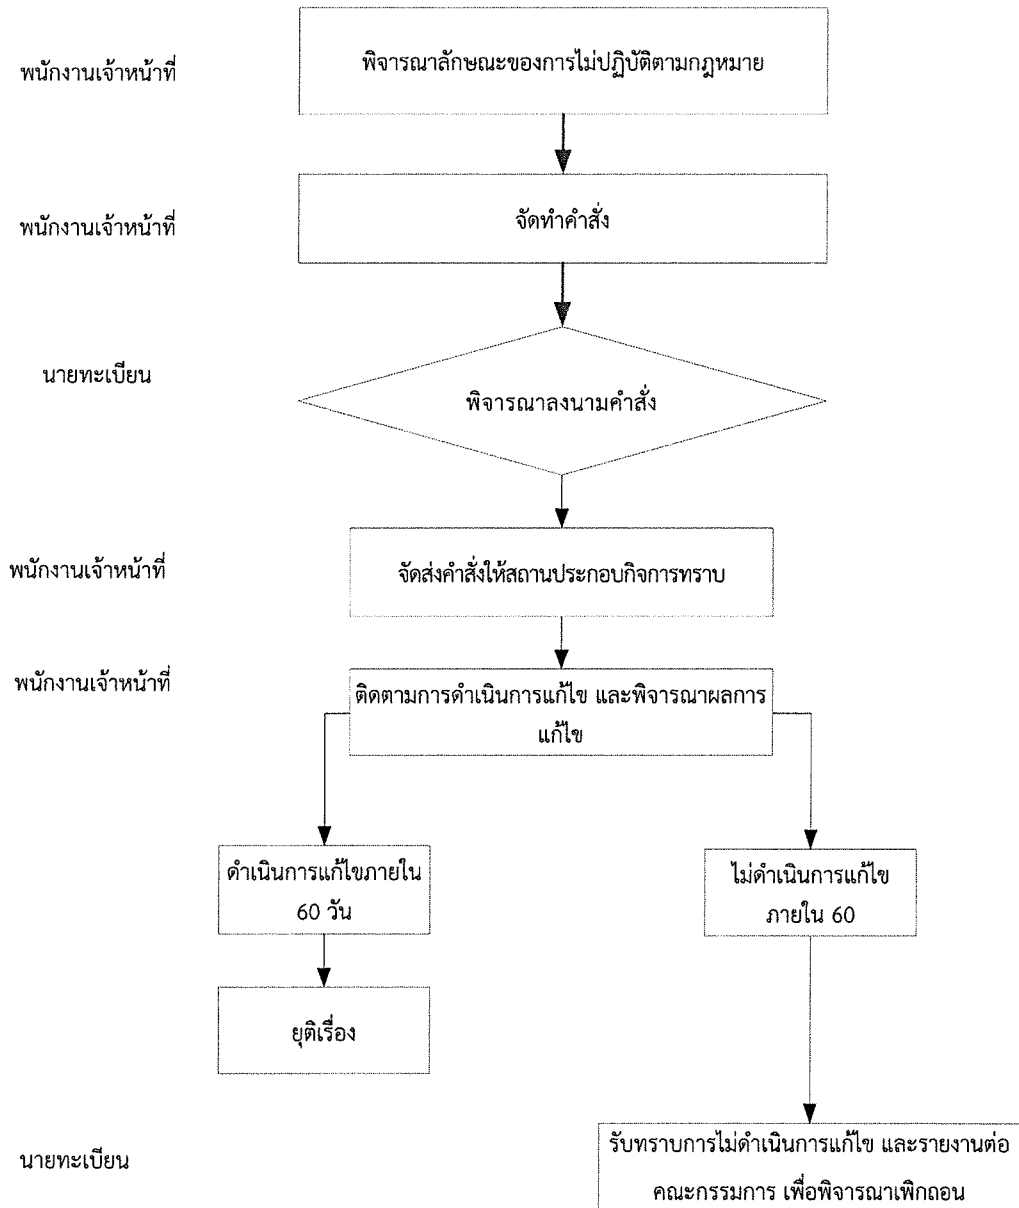 พนักงานเจ้าหน้าที่
พิจารณาลักษณะของการไม่ปฏิบัติตามกฎหมาย
พนักงานเจ้าหน้าที่
จัดทำคำสั่ง
นายทะเบียน
พิจารณาลงนามคำสั่ง
พนักงานเจ้าหน้าที่
จัดส่งคำสั่งให้สถานประกอบกิจการทราบ
พนักงานเจ้าหน้าที่
ติดตามการดำเนินการแก้ไข และพิจารณาผลการ
แก้ไข
ดำเนินการแก้ไขภายใน
60 วัน
ไม่ดำเนินการแก้ไข
ภายใน 60
ยุติเรื่อง
นายทะเบียน
รับทราบการไม่ดำเนินการแก้ไข และรายงานต่อ
คณะกรรมการ เพื่อพิจารณาเพิกถอน